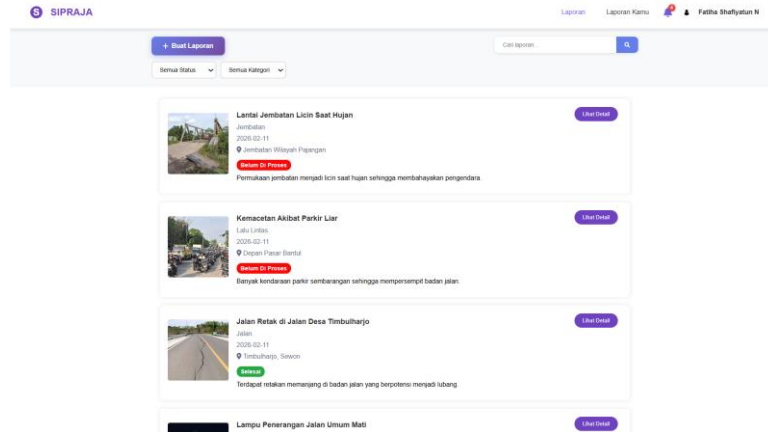 S SIPRAJA
Laporan Laporan Kamu Fatiha Shafiyatun N
+ Buat Laporan
Cari laporan...
Semua Status Semua Kategori
Lantai Jembatan Licin Saat Hujan
Lihat Detail
Jembatan
2026-02-11
Jembatan Wilayah Pajangan
Belum Di Proses
Permukaan jembatan menjadi licin saat hujan sehingga membahayakan pengendara.
Kemacetan Akibat Parkir Liar
Lihat Detail
Lalu Lintas
2026-02-11
Depan Pasar Bantul
Belum Di Proses
Banyak kendaraan parkir sembarangan sehingga mempersempit badan jalan.
Jalan Retak di Jalan Desa Timbulharjo
Lihat Detail
Jalan
2026-02-11
Timbulharjo, Sewon
Selesai
Terdapat retakan memanjang di badan jalan yang berpotensi menjadi lubang.
Lampu Penerangan Jalan Umum Mati
Lihat Detail